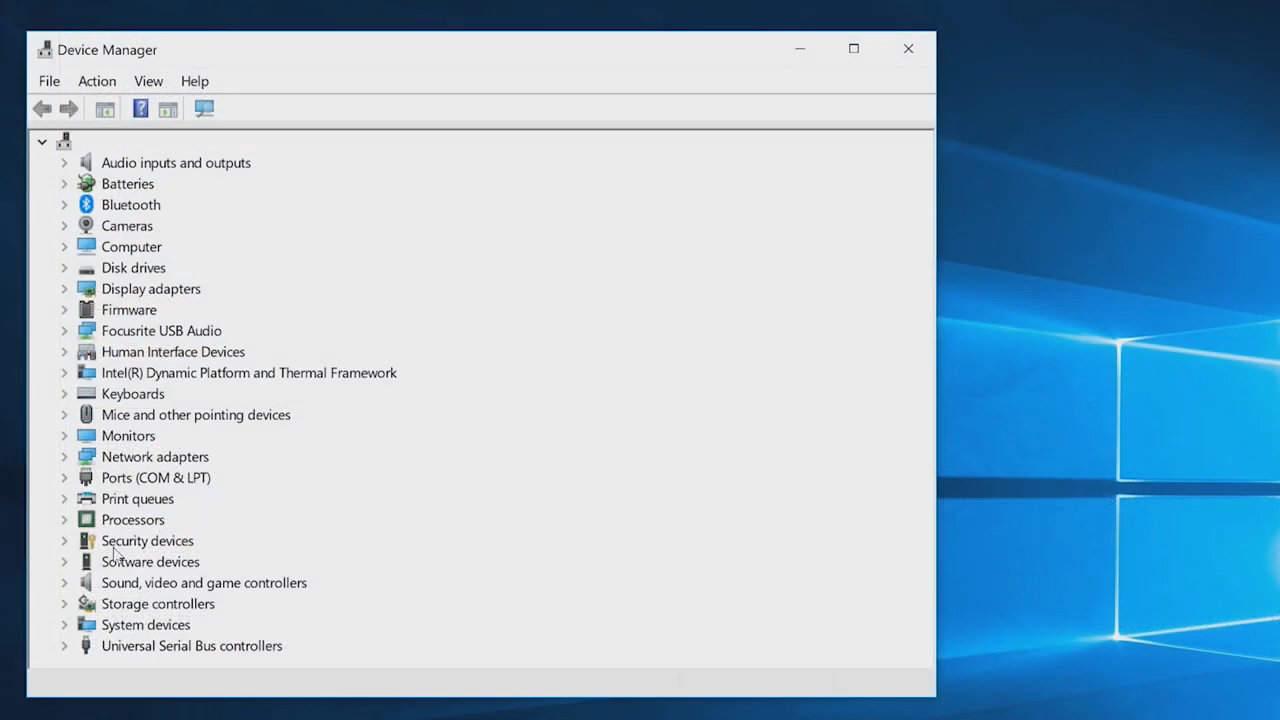 Device Manager
File Action View Help
Audio inputs and outputs
Batteries
Bluetooth
Cameras
Computer
Disk drives
Display adapters
Firmware
Focusrite USB Audio
Human Interface Devices
Intel(R) Dynamic Platform and Thermal Framework
Keyboards
Mice and other pointing devices
Monitors
Network adapters
Ports (COM & LPT)
Print queues
Processors
Security devices
Software devices
Sound, video and game controllers
Storage controllers
System devices
Universal Serial Bus controllers